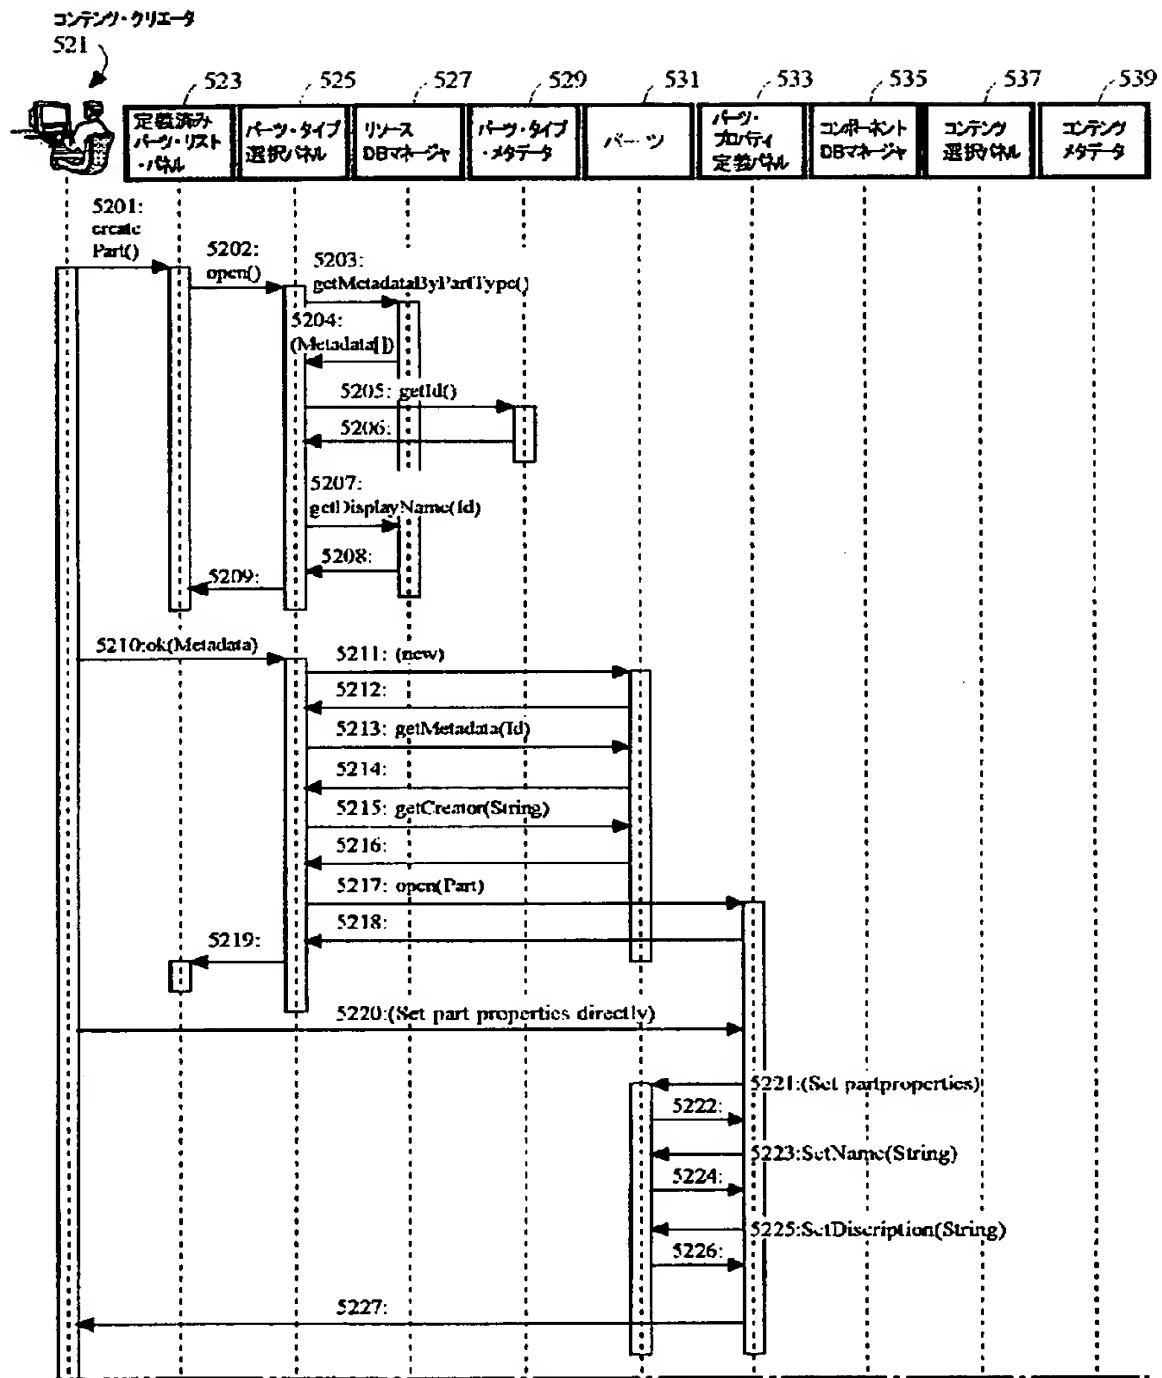 コンテンツ・クリエータ
521
523
525
527
529
531
533
535
537
539
定義済み
パーツ・リスト
・パネル
パーツ・タイプ
選択パネル
リソース
DBマネージャ
パーツ・タイプ
・メタデータ
パーツ
パーツ・
プロパティ
定義パネル
コンポーネント
DBマネージャ
コンテンツ
選択パネル
コンテンツ
メタデータ
5201:
create
Part()
5202:
open()
5203:
getMetadataByPartType()
5204:
(Metadata[])
5205: getId()
5206:
5207:
getDisplayName(Id)
5208:
5209:
5210:ok(Metadata)
5211: (new)
5212:
5213: getMetadata(Id)
5214:
5215: getCreator(String)
5216:
5217: open(Part)
5218:
5219:
5220:(Set part properties directly)
5221:(Set partproperties)
5222:
5223:SetName(String)
5224:
5225:SetDiscription(String)
5226:
5227: